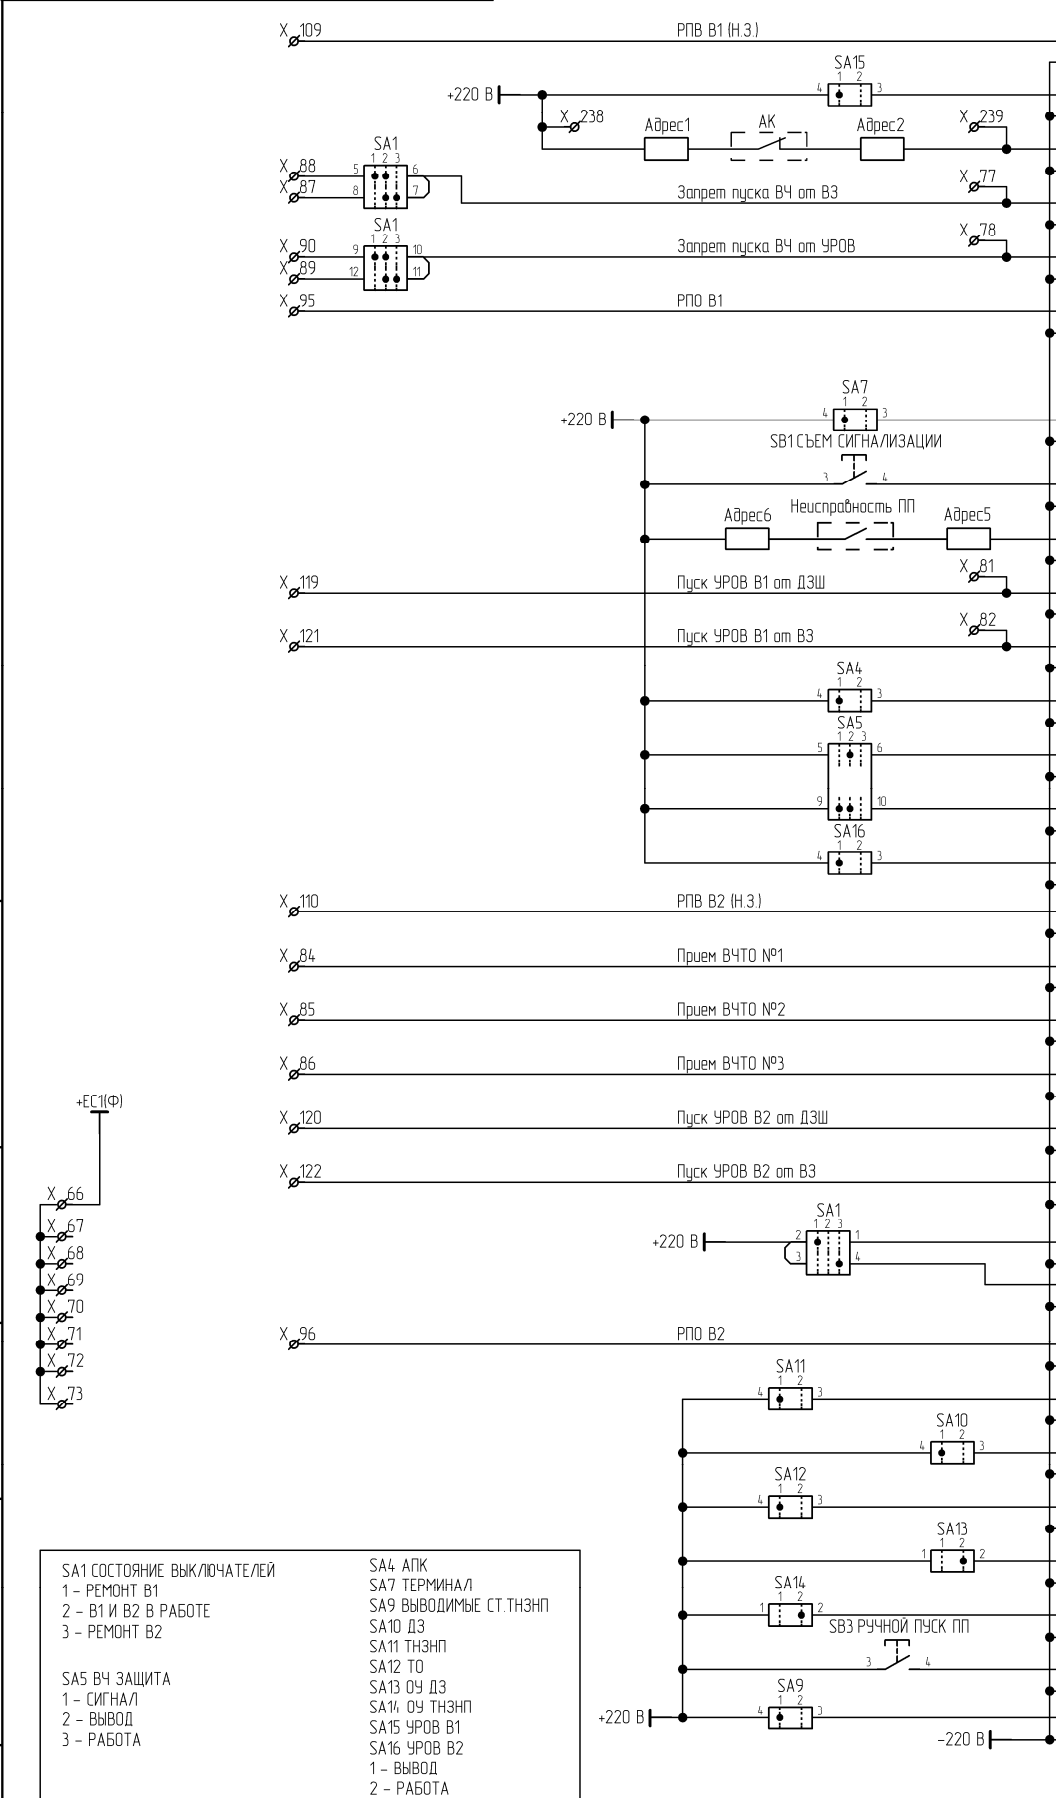 X 109 РПВ В1 (Н.З.)
SA15
1 2
+220 В 4 3
X 238 Адрес1 АК Адрес2 X 239
SA1
1 2 3
X 88 5 6
X 87 8 7 Запрет пуска ВЧ от ВЗ X 77
SA1
1 2 3
X 90 9 10 Запрет пуска ВЧ от УРОВ X 78
X 89 12 11
X 95 РПО В1
SA7
1 2
+220 В 4 3
SB1 СЪЕМ СИГНАЛИЗАЦИИ
3 4
Неисправность ПП
Адрес6 Адрес5
X 119 Пуск УРОВ В1 от ДЗШ X 81
X 121 Пуск УРОВ В1 от ВЗ X 82
SA4
1 2
4 3
SA5
1 2 3
5 6
9 10
SA16
1 2
4 3
X 110 РПВ В2 (Н.З.)
X 84 Прием ВЧТО №1
X 85 Прием ВЧТО №2
X 86 Прием ВЧТО №3
+ЕС1(Ф)
X 120 Пуск УРОВ В2 от ДЗШ
X 122 Пуск УРОВ В2 от ВЗ
X 66
X 67
X 68
X 69
X 70
X 71
X 72
X 73
SA1
1 2 3
+220 В 2 1
3 4
X 96 РПО В2
SA11
1 2
4 3
SA10
1 2
4 3
SA12
1 2
4 3
SA13
1 2
SA14
1 2
SB3 РУЧНОЙ ПУСК ПП
3 4
SA9
1 2
+220 В 4 3
-220 В
SA1 СОСТОЯНИЕ ВЫКЛЮЧАТЕЛЕЙ
1 - РЕМОНТ В1
2 - В1 И В2 В РАБОТЕ
3 - РЕМОНТ В2
SA5 ВЧ ЗАЩИТА
1 - СИГНАЛ
2 - ВЫВОД
3 - РАБОТА
SA4 АПК
SA7 ТЕРМИНАЛ
SA9 ВЫВОДИМЫЕ СТ.ТНЗНП
SA10 ДЗ
SA11 ТНЗНП
SA12 ТО
SA13 ОУ ДЗ
SA14 ОУ ТНЗНП
SA15 УРОВ В1
SA16 УРОВ В2
1 - ВЫВОД
2 - РАБОТА